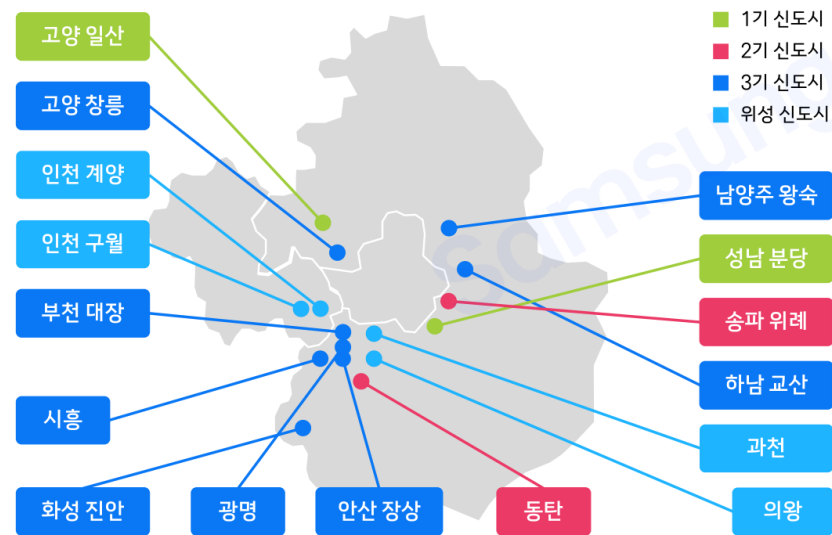 고양 일산
고양 창릉
인천 계양
인천 구월
부천 대장
시흥
화성 진안
광명
안산 장상
동탄
1기 신도시
2기 신도시
3기 신도시
위성 신도시
남양주 왕숙
성남 분당
송파 위례
하남 교산
과천
의왕
samsung